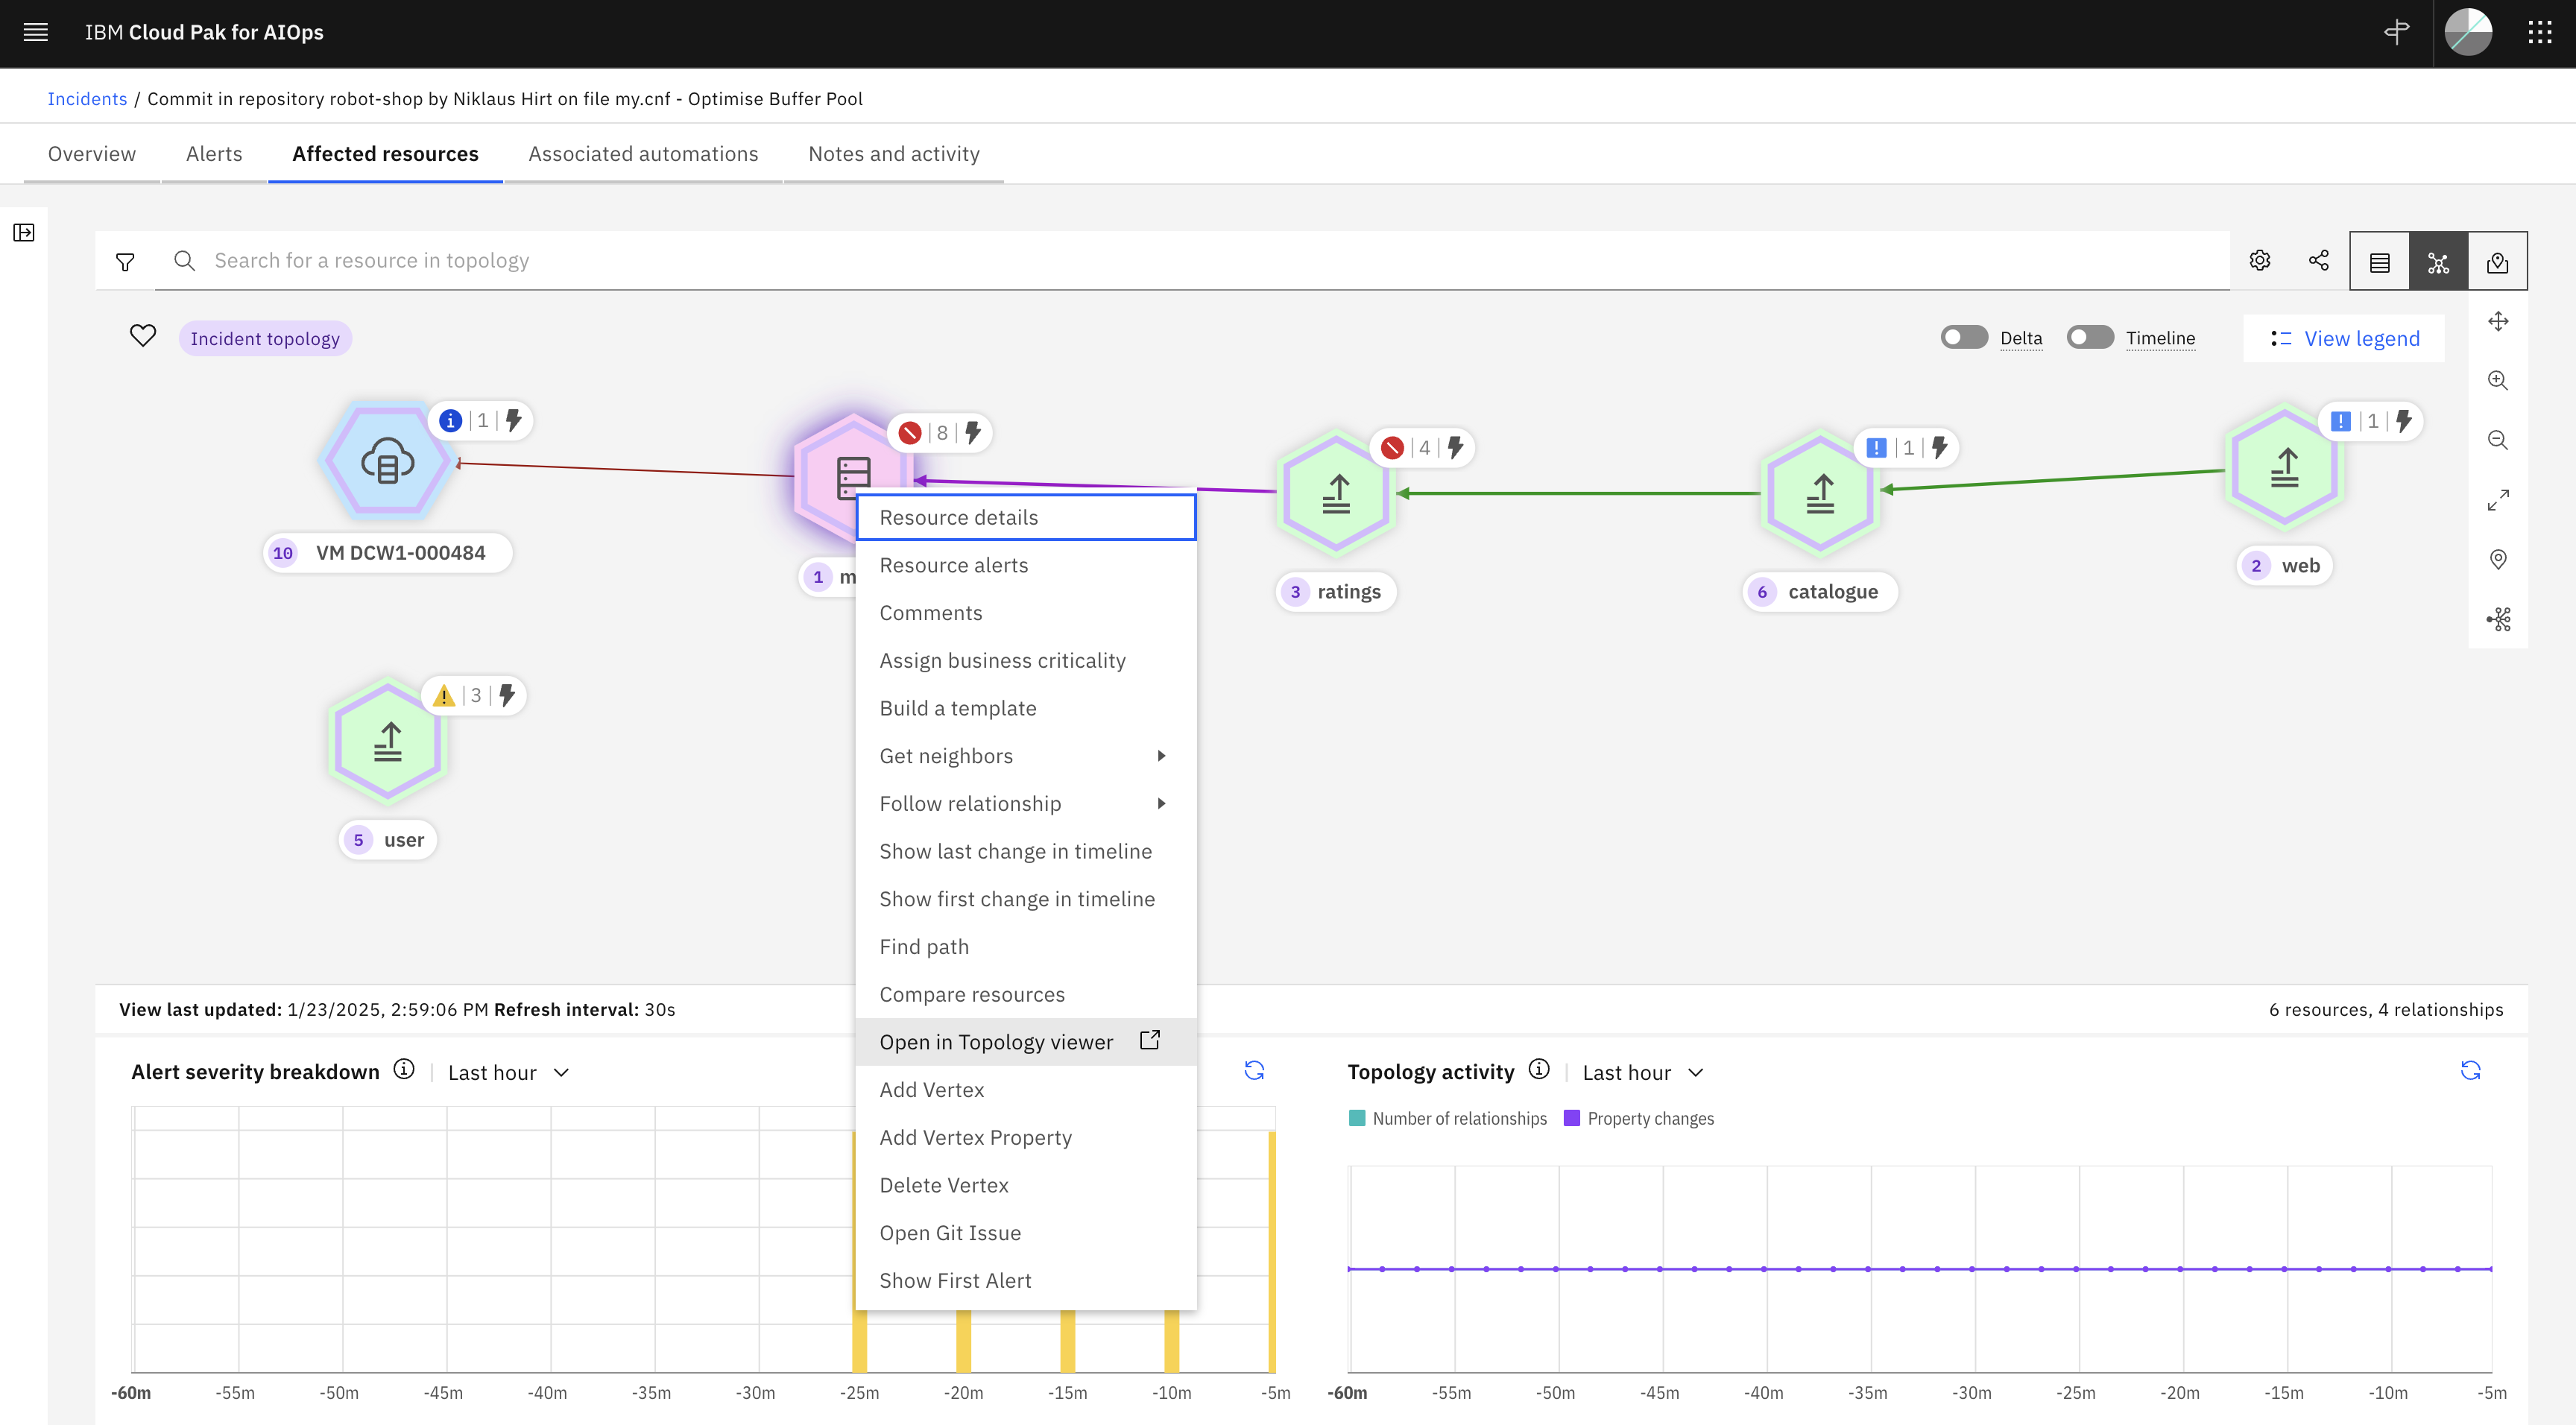 IBM Cloud Pak for AIOps
Incidents / Commit in repository robot-shop by Niklaus Hirt on file my.cnf - Optimise Buffer Pool
Overview
Alerts
Affected resources
Associated automations
Notes and activity
Search for a resource in topology
Incident topology
Delta
Timeline
View legend
1
8
4
1
1
10 VM DCW1-000484
1 m
3 ratings
6 catalogue
2 web
3
5 user
Resource details
Resource alerts
Comments
Assign business criticality
Build a template
Get neighbors
Follow relationship
Show last change in timeline
Show first change in timeline
Find path
Compare resources
Open in Topology viewer
Add Vertex
Add Vertex Property
Delete Vertex
Open Git Issue
Show First Alert
View last updated: 1/23/2025, 2:59:06 PM Refresh interval: 30s
6 resources, 4 relationships
Alert severity breakdown
Last hour
-60m -55m -50m -45m -40m -35m -30m -25m -20m -15m -10m -5m
Topology activity
Last hour
Number of relationships
Property changes
-60m -55m -50m -45m -40m -35m -30m -25m -20m -15m -10m -5m